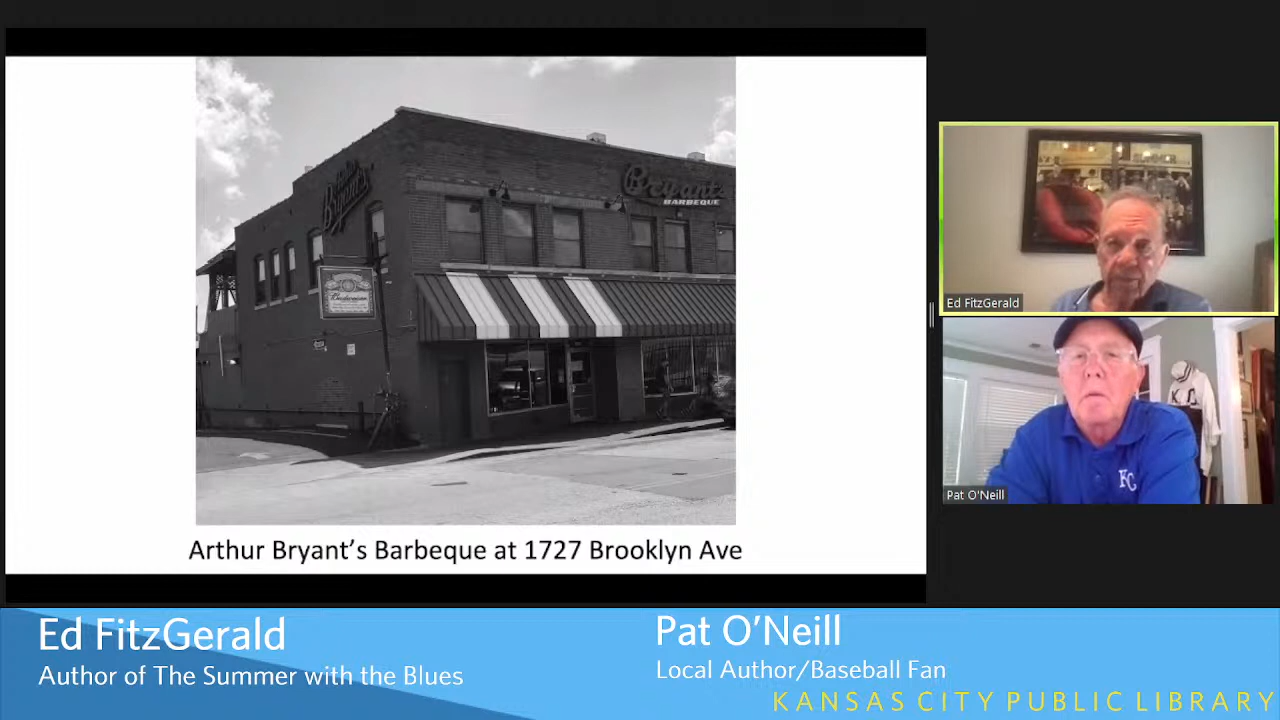 Bryant's
Bryant's
BARBEQUE
Budweiser
Arthur Bryant's Barbeque at 1727 Brooklyn Ave
Ed FitzGerald
KC
Pat O'Neill
Ed FitzGerald
Author of The Summer with the Blues
Pat O'Neill
Local Author/Baseball Fan
KANSAS CITY PUBLIC LIBRARY